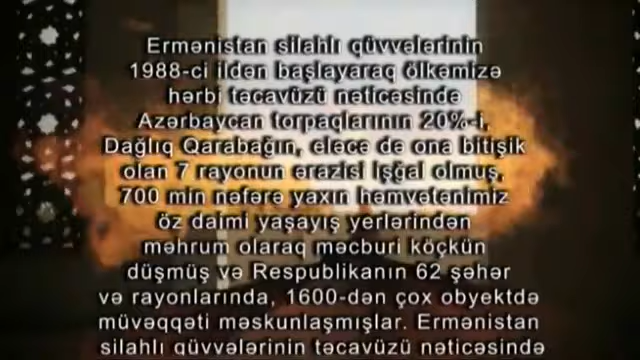 Ermənistan silahlı qüvvələrinin
1988-ci ildən başlayaraq ölkəmizə
hərbi təcavüzü nəticəsində
Azərbaycan torpaqlarının 20%-i,
Dağlıq Qarabağın, eləcə də ona bitişik
olan 7 rayonun ərazisi işğal olmuş,
700 min nəfərə yaxın həmvətənimiz
öz daimi yaşayış yerlərindən
məhrum olaraq məcburi köçkün
düşmüş və Respublikanın 62 şəhər
və rayonlarında, 1600-dən çox obyektdə
müvəqqəti məskunlaşmışlar. Ermənistan
silahlı qüvvələrinin təcavüzü nəticəsində